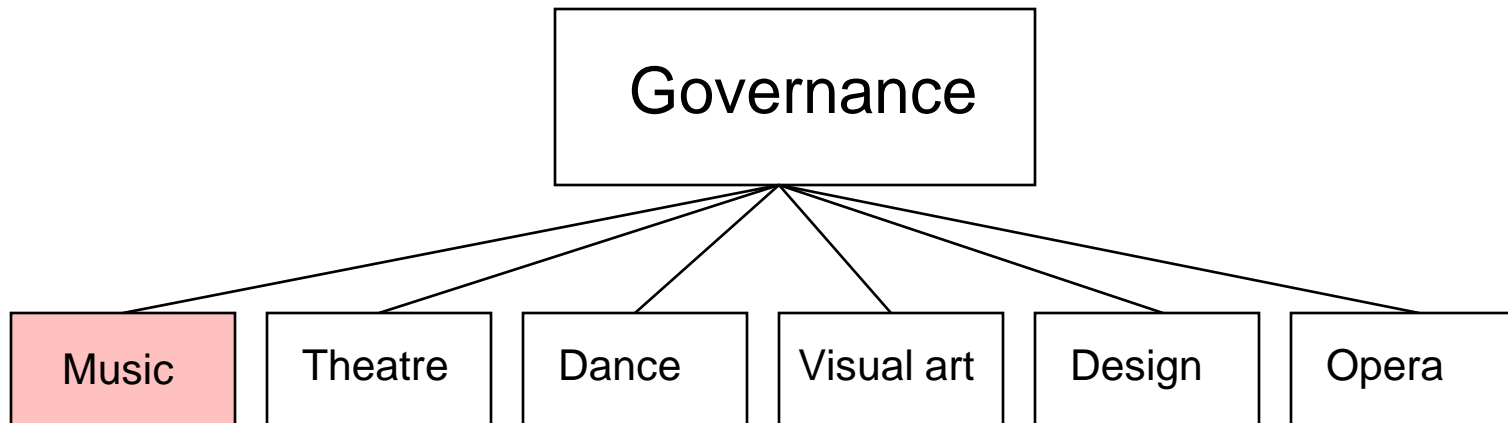 Governance
Music
Theatre
Dance
Visual art
Design
Opera